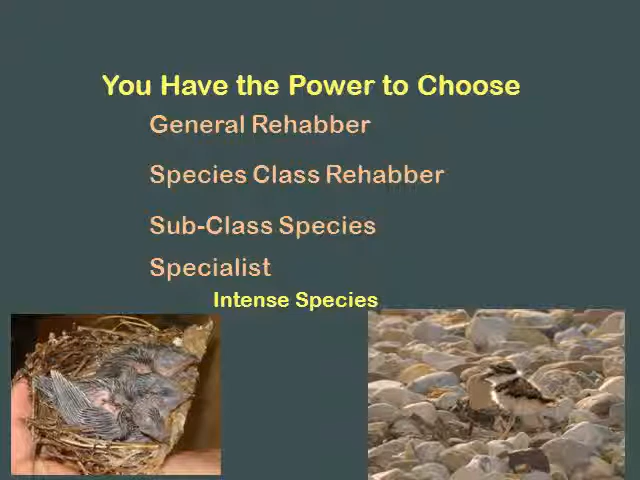 You Have the Power to Choose
General Rehabber
Species Class Rehabber
Sub-Class Species
Specialist
Intense Species